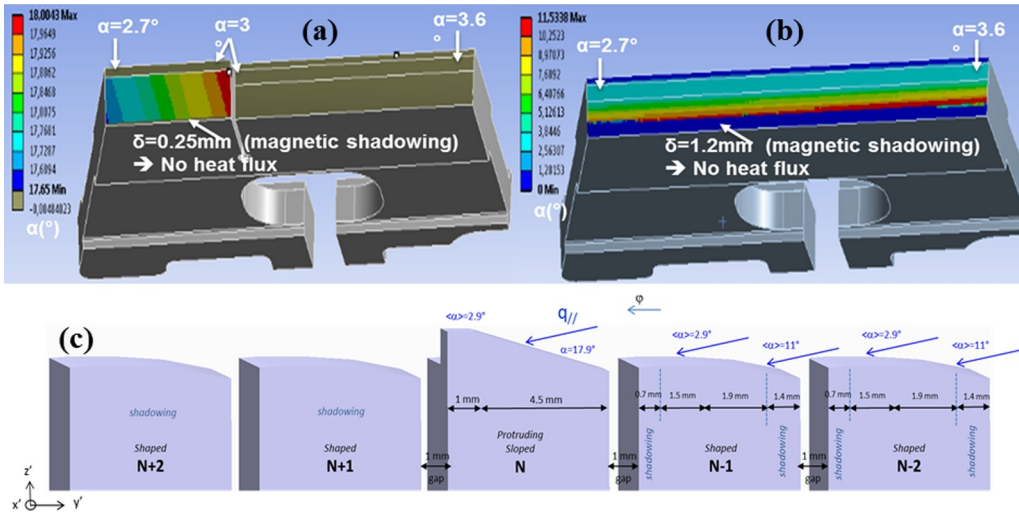 18,0043 Max
17,9649
17,9256
17,8862
17,8468
17,8075
17,7681
17,7287
17,6894
17,65 Min
-0,00484823
α(°)
α=2.7°
α=3
°
(a)
α=3.6
°
δ=0.25mm (magnetic shadowing)
➔ No heat flux
11,5338 Max
10,2523
8,97073
7,6892
6,40766
5,12613
3,8446
2,56307
1,28153
0 Min
α(°)
α=2.7°
(b)
α=3.6
°
δ=1.2mm (magnetic shadowing)
➔ No heat flux
(c)
<α>=2.9°
q//
φ
α=17.9°
<α>=2.9°
<α>=11°
<α>=2.9°
<α>=11°
1 mm
4.5 mm
0.7 mm
1.5 mm
1.9 mm
1.4 mm
0.7 mm
1.5 mm
1.9 mm
1.4 mm
shadowing
shadowing
shadowing
shadowing
shadowing
shadowing
Shaped
N+2
Shaped
N+1
Protruding
Sloped
N
Shaped
N-1
Shaped
N-2
1 mm
gap
1 mm
gap
1 mm
gap
z'
x'
y'